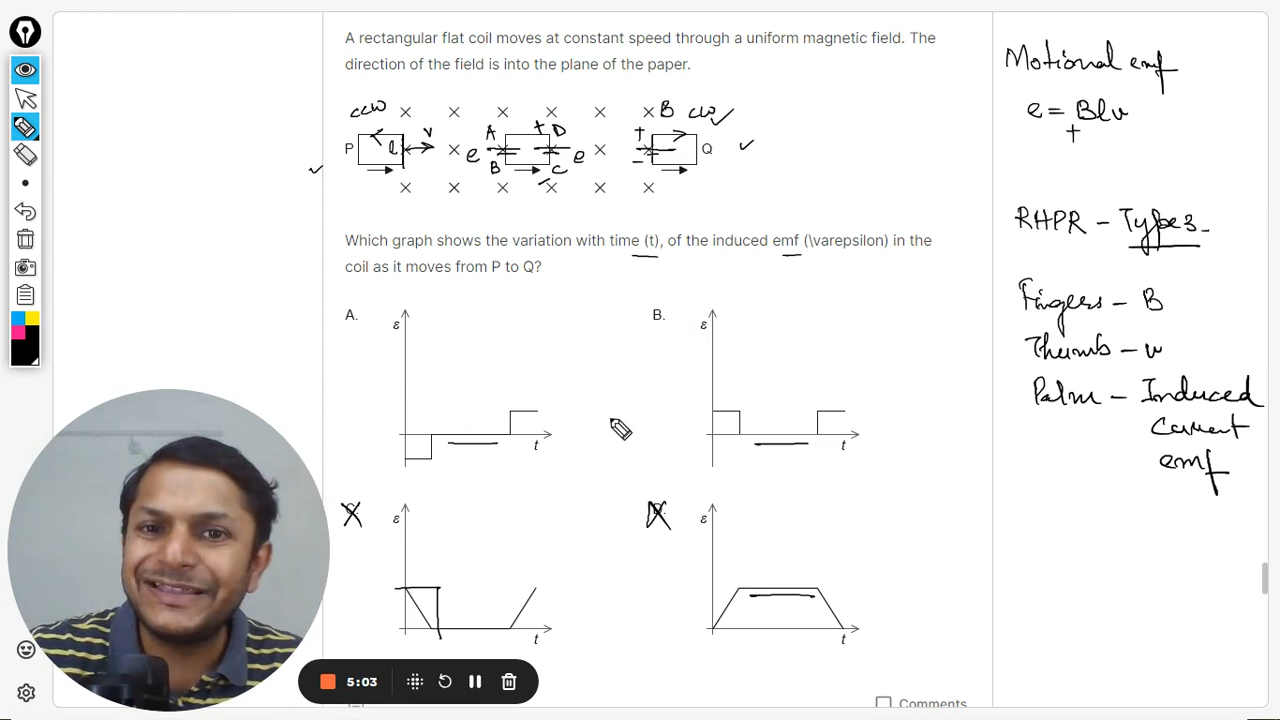 A rectangular flat coil moves at constant speed through a uniform magnetic field. The
direction of the field is into the plane of the paper.
ccw
B cw
P
l
v
e
A
B
+ D
- C
e
+
-
Q
Which graph shows the variation with time (t), of the induced emf (\varepsilon) in the
coil as it moves from P to Q?
A.
ε
t
B.
ε
t
ε
t
ε
t
Motional emf
e = Blv
RHPR - Type 3
Fingers - B
Thumb - v
Palm - Induced
Current
emf
5:03
Comments